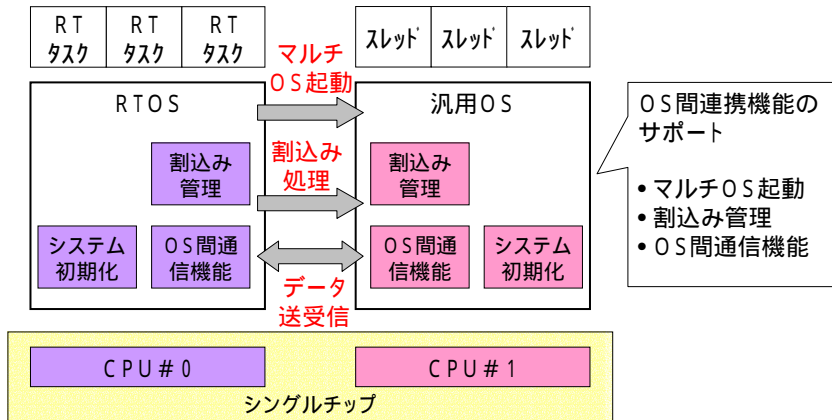 RT
タスク
RT
タスク
RT
タスク
マルチ
OS起動
スレッド
スレッド
スレッド
RTOS
汎用OS
割込み
管理
割込み
処理
割込み
管理
システム
初期化
OS間通
信機能
データ
送受信
OS間通
信機能
システム
初期化
OS間連携機能の
サポート
•マルチOS起動
•割込み管理
•OS間通信機能
CPU#0
CPU#1
シングルチップ